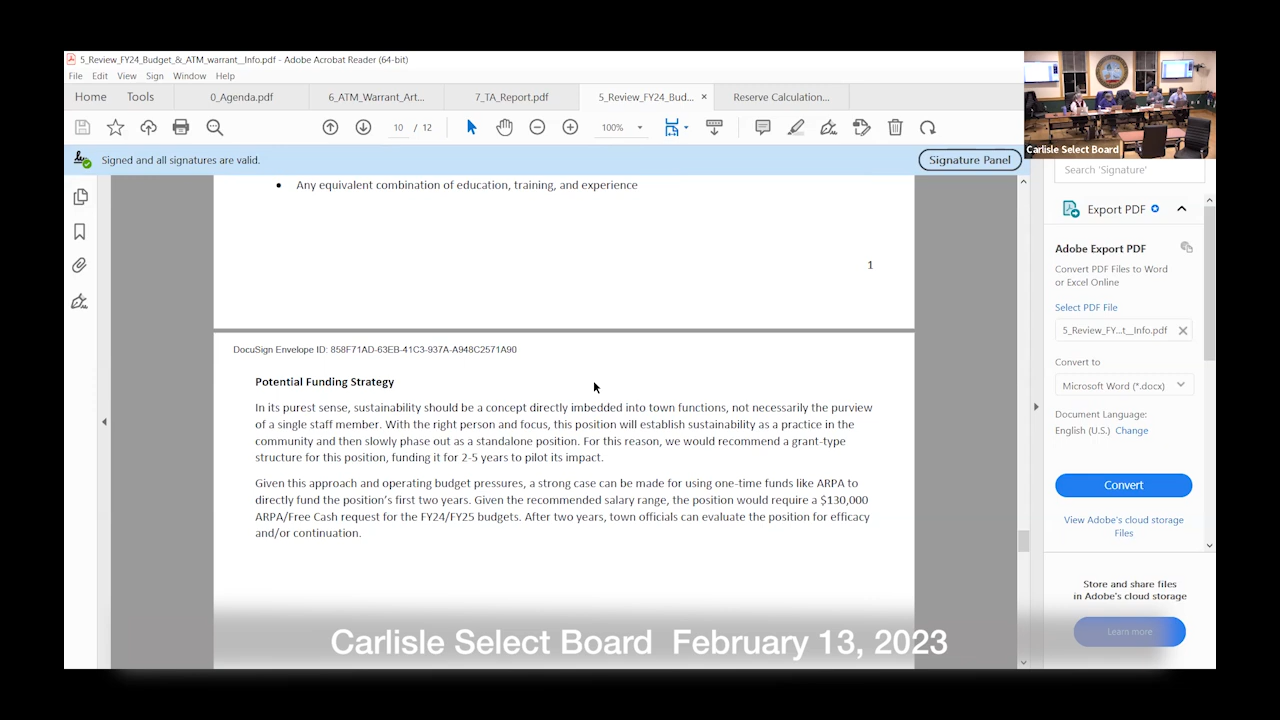 5_Review_FY24_Budget_&_ATM_warrant__Info.pdf - Adobe Acrobat Reader (64-bit)
File Edit View Sign Window Help
Home Tools 0_Agenda.pdf 6_ATM_Warrant_Art... 7_TA_Report.pdf 5_Review_FY24_Bud... × Reserve Calculation...
10 / 12 100%
Carlisle Select Board
Signed and all signatures are valid. Signature Panel
Search 'Signature'
Any equivalent combination of education, training, and experience
1
DocuSign Envelope ID: 858F71AD-63EB-41C3-937A-A948C2571A90
Potential Funding Strategy
In its purest sense, sustainability should be a concept directly imbedded into town functions, not necessarily the purview
of a single staff member. With the right person and focus, this position will establish sustainability as a practice in the
community and then slowly phase out as a standalone position. For this reason, we would recommend a grant-type
structure for this position, funding it for 2-5 years to pilot its impact.
Given this approach and operating budget pressures, a strong case can be made for using one-time funds like ARPA to
directly fund the position's first two years. Given the recommended salary range, the position would require a $130,000
ARPA/Free Cash request for the FY24/FY25 budgets. After two years, town officials can evaluate the position for efficacy
and/or continuation.
Export PDF
Adobe Export PDF
Convert PDF Files to Word
or Excel Online
Select PDF File
5_Review_FY...t__Info.pdf
Convert to
Microsoft Word (*.docx)
Document Language:
English (U.S.) Change
Convert
View Adobe's cloud storage
Files
Store and share files
in Adobe's cloud storage
Learn more
Carlisle Select Board February 13, 2023